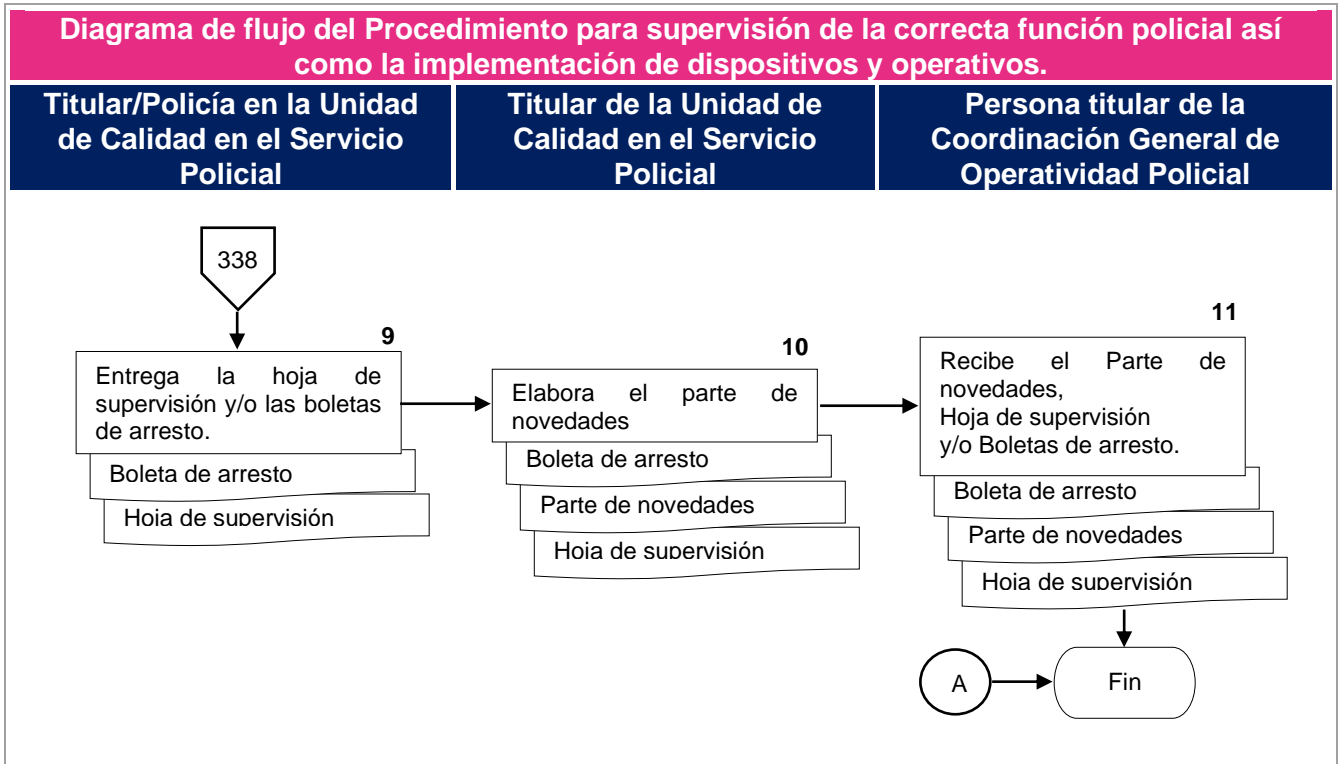 Diagrama de flujo del Procedimiento para supervisión de la correcta función policial así
como la implementación de dispositivos y operativos.
Titular/Policía en la Unidad
de Calidad en el Servicio
Policial
Titular de la Unidad de
Calidad en el Servicio
Policial
Persona titular de la
Coordinación General de
Operatividad Policial
338
9
Entrega la hoja de
supervisión y/o las boletas
de arresto.
Boleta de arresto
Hoja de supervisión
10
Elabora el parte de
novedades
Boleta de arresto
Parte de novedades
Hoja de supervisión
11
Recibe el Parte de
novedades,
Hoja de supervisión
y/o Boletas de arresto.
Boleta de arresto
Parte de novedades
Hoja de supervisión
A
Fin